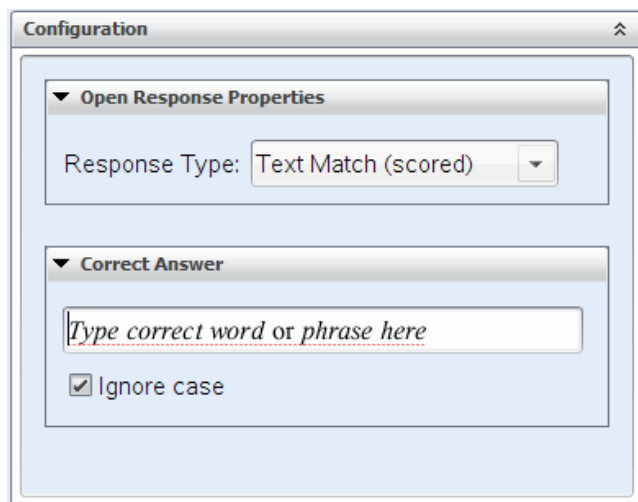 Configuration
Open Response Properties
Response Type: Text Match (scored)
Correct Answer
Type correct word or phrase here
Ignore case